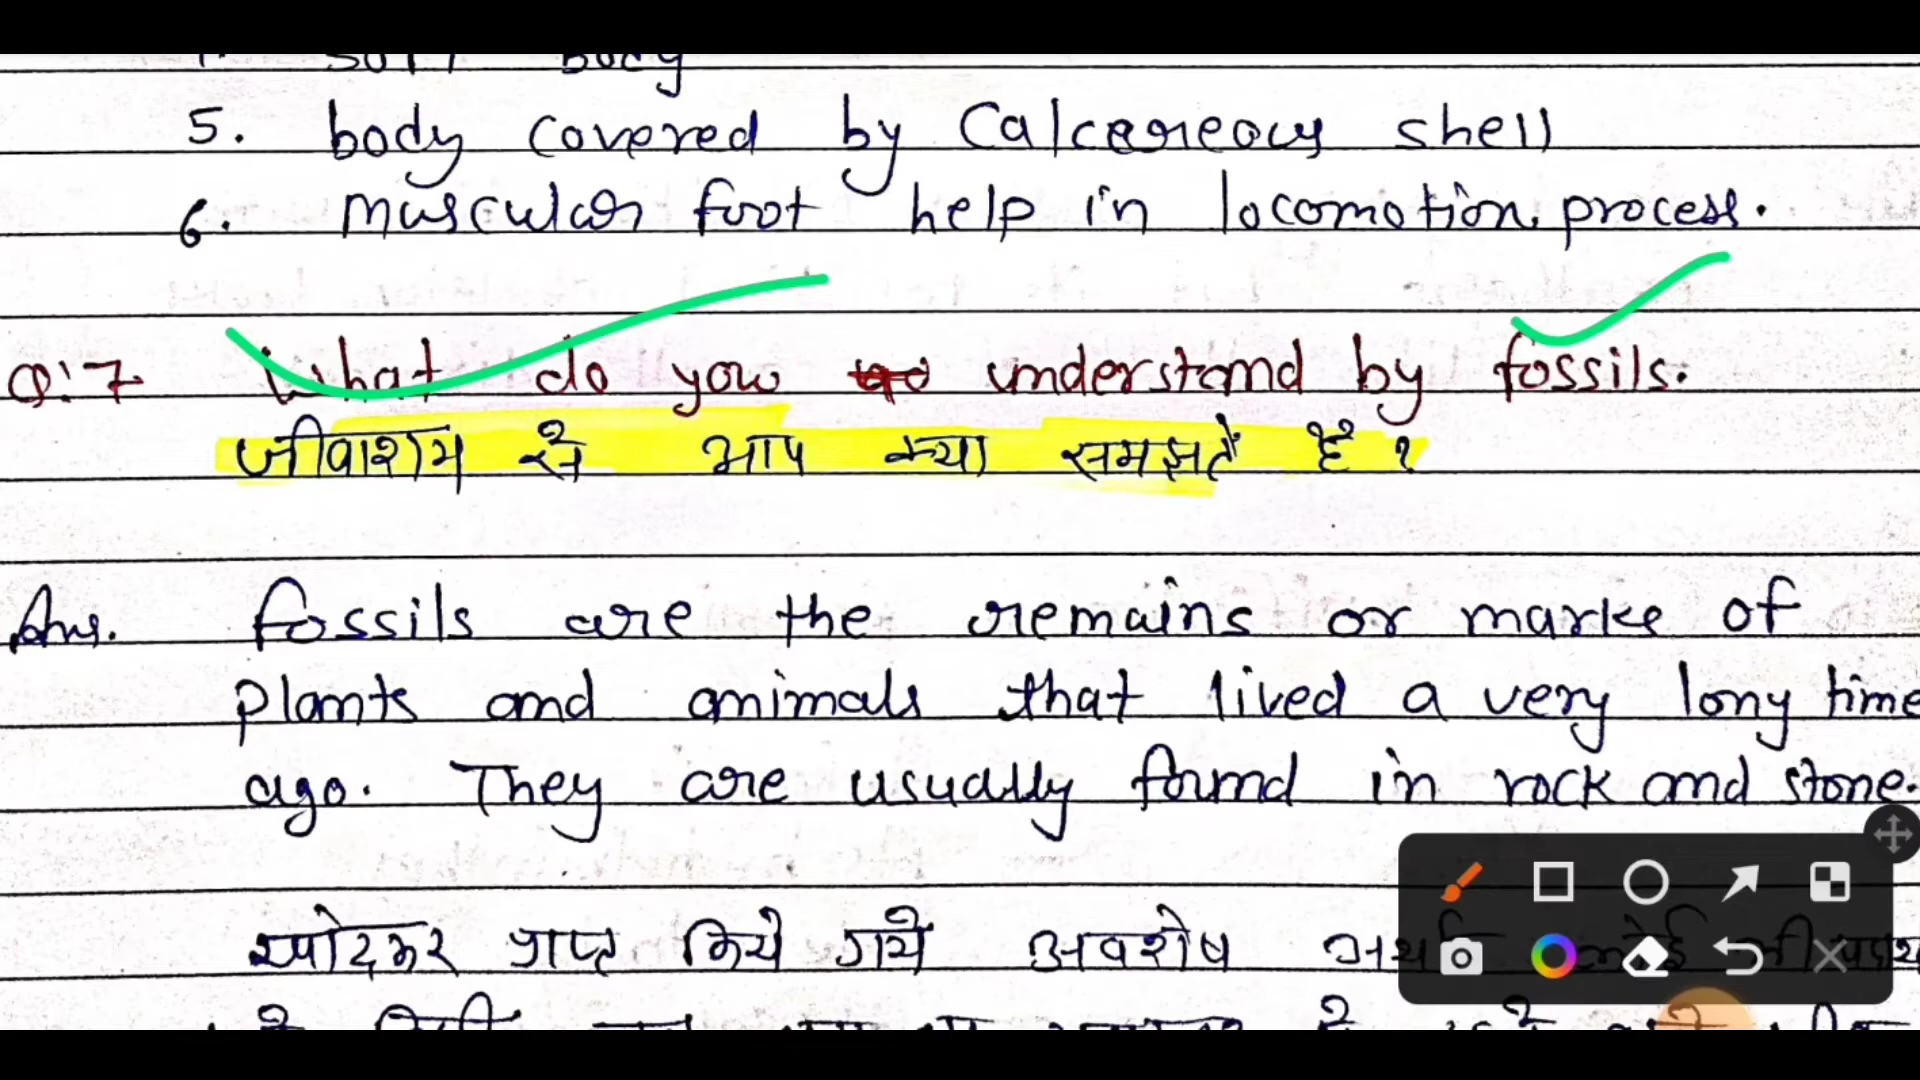 5. body covered by Calcareous shell
6. muscular foot help in locomotion process.
Q:7 What do you understand by fossils.
जीवाश्म से आप क्या समझते हैं ?
Ans. fossils are the remains or marke of
plants and animals that lived a very long time
ago. They are usually found in rock and stone.
खोदकर प्राप्त किये गये अवशेष